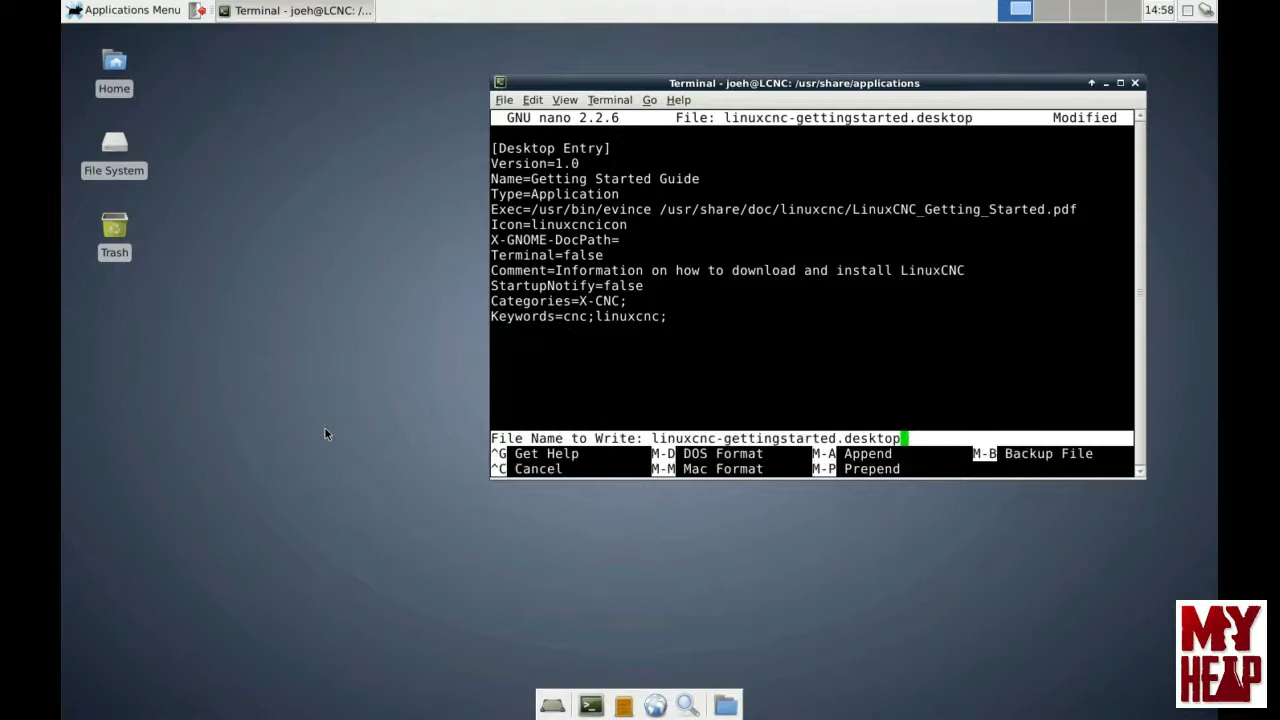 Applications Menu
Terminal - joeh@LCNC: /...
14:58
Home
File System
Trash
Terminal - joeh@LCNC: /usr/share/applications
File Edit View Terminal Go Help
GNU nano 2.2.6 File: linuxcnc-gettingstarted.desktop Modified
[Desktop Entry]
Version=1.0
Name=Getting Started Guide
Type=Application
Exec=/usr/bin/evince /usr/share/doc/linuxcnc/LinuxCNC_Getting_Started.pdf
Icon=linuxcncicon
X-GNOME-DocPath=
Terminal=false
Comment=Information on how to download and install LinuxCNC
StartupNotify=false
Categories=X-CNC;
Keywords=cnc;linuxcnc;
File Name to Write: linuxcnc-gettingstarted.desktop
^G Get Help M-D DOS Format M-A Append M-B Backup File
^C Cancel M-M Mac Format M-P Prepend
MY
HELP